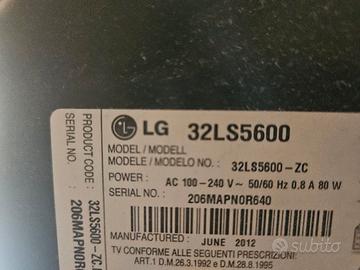 LG 32LS5600
MODEL / MODELL
MODELE / MODELO NO. : 32LS5600-ZC
POWER : AC 100-240 V~ 50/60 Hz 0.8 A 80 W
SERIAL NO. : 206MAPN0R640
MANUFACTURED : JUNE 2012
TV CONFORME ALLE SEGUENTI PRESCRIZIONI
ART.1 D.M.26.3.1992 e D.M. 28.8.1995
PRODUCT CODE : 32LS5600-ZC.
SERIAL NO. : 206MAPN0R640
subito